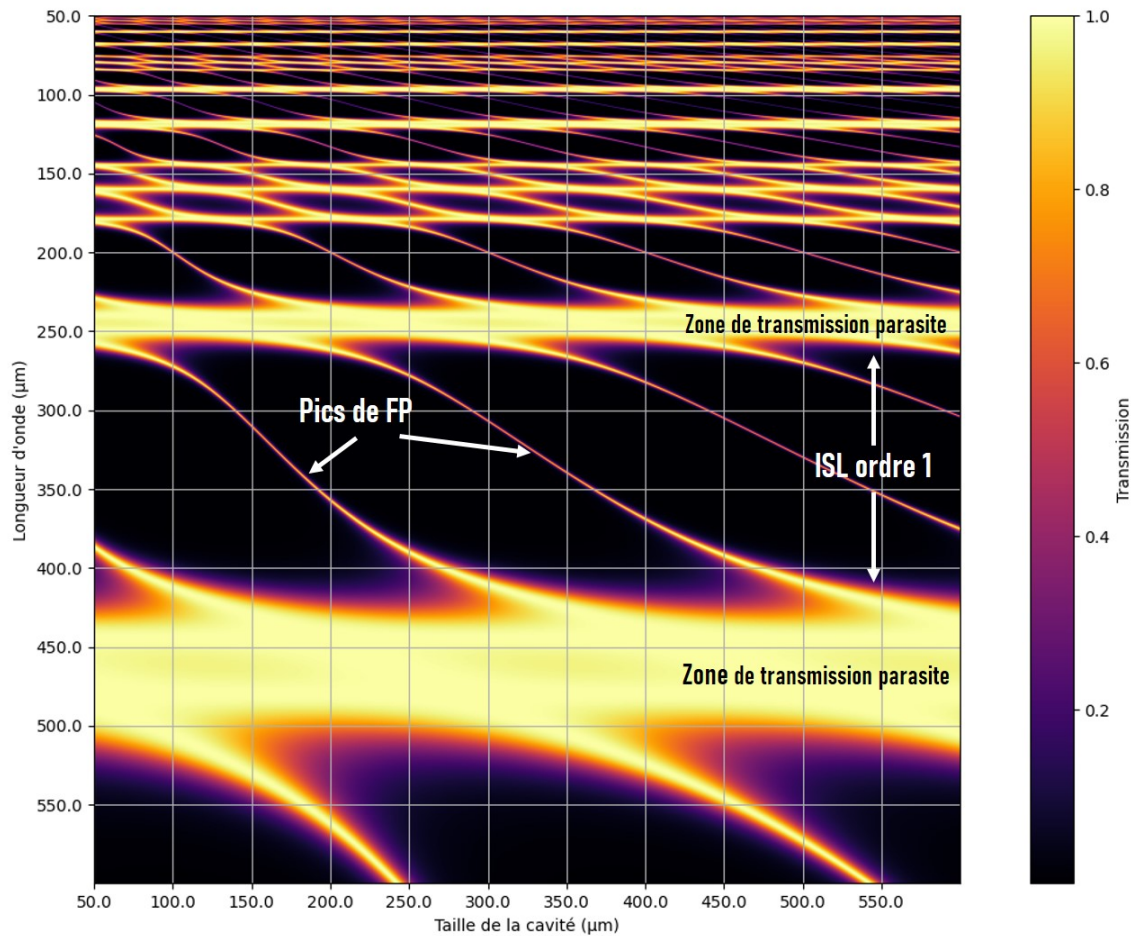 50.0
100.0
150.0
200.0
250.0
300.0
350.0
400.0
450.0
500.0
550.0
Longueur d'onde (μm)
Zone de transmission parasite
Pics de FP
ISL ordre 1
Zone de transmission parasite
50.0 100.0 150.0 200.0 250.0 300.0 350.0 400.0 450.0 500.0 550.0
Taille de la cavité (μm)
1.0
0.8
0.6
0.4
0.2
Transmission